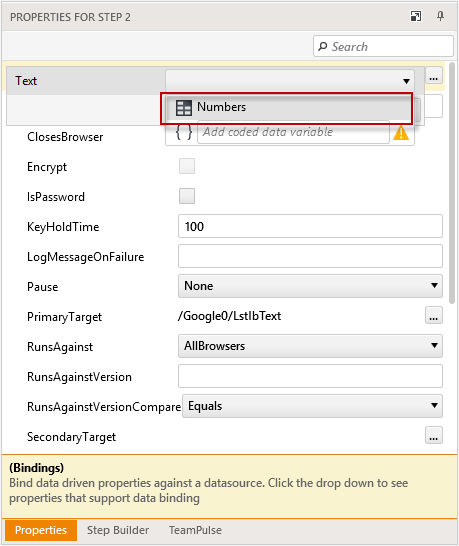 PROPERTIES FOR STEP 2
Search
Text
...
Numbers
ClosesBrowser
{ } Add coded data variable
Encrypt
IsPassword
KeyHoldTime 100
LogMessageOnFailure
Pause None
PrimaryTarget /Google0/LstIbText ...
RunsAgainst AllBrowsers
RunsAgainstVersion
RunsAgainstVersionCompare Equals
SecondaryTarget ...
(Bindings)
Bind data driven properties against a datasource. Click the drop down to see
properties that support data binding
Properties Step Builder TeamPulse